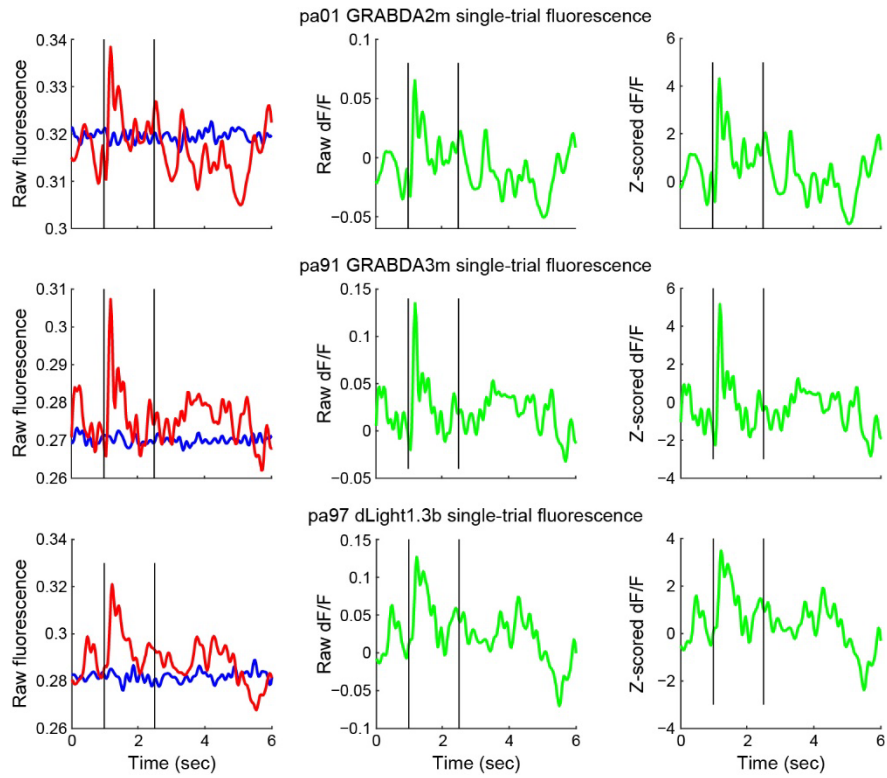 pa01 GRABDA2m single-trial fluorescence
Raw fluorescence
0.34
0.33
0.32
0.31
0.3
0 2 4 6
Raw dF/F
0.1
0.05
0
−0.05
0 2 4 6
Z-scored dF/F
6
4
2
0
0 2 4 6
pa91 GRABDA3m single-trial fluorescence
Raw fluorescence
0.31
0.3
0.29
0.28
0.27
0.26
0 2 4 6
Raw dF/F
0.15
0.1
0.05
0
−0.05
0 2 4 6
Z-scored dF/F
6
4
2
0
−2
−4
0 2 4 6
pa97 dLight1.3b single-trial fluorescence
Raw fluorescence
0.34
0.32
0.3
0.28
0.26
0 2 4 6
Time (sec)
Raw dF/F
0.15
0.1
0.05
0
−0.05
−0.1
0 2 4 6
Time (sec)
Z-scored dF/F
4
2
0
−2
−4
0 2 4 6
Time (sec)